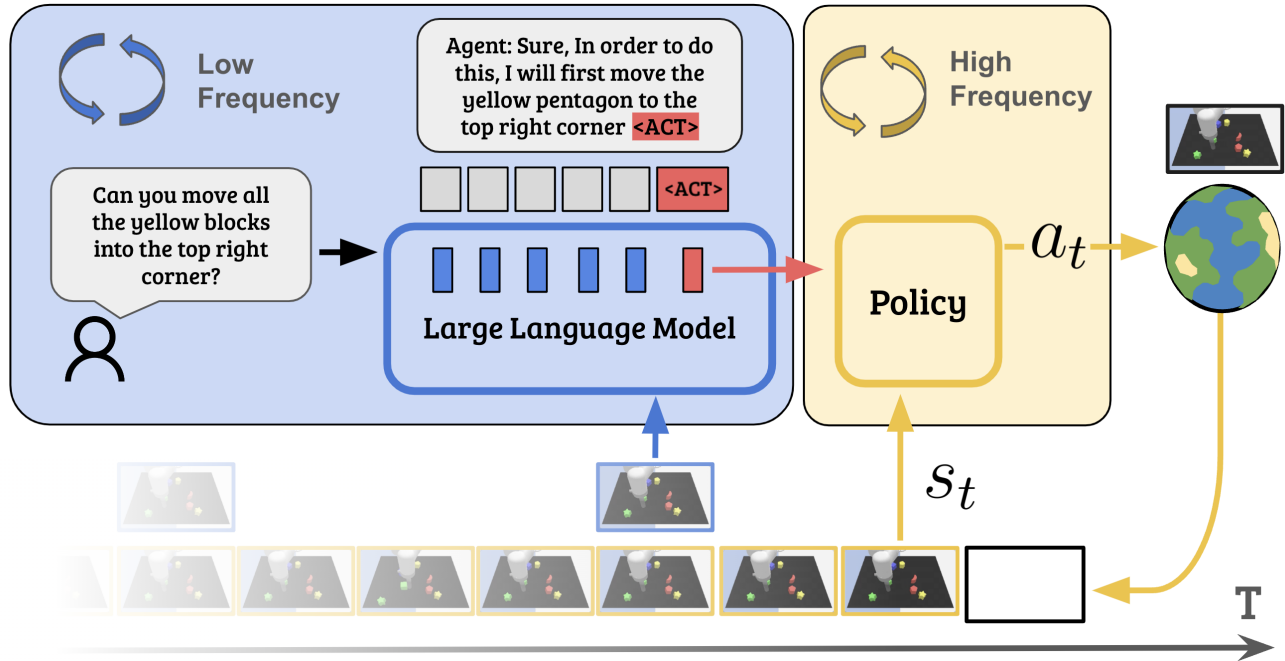 Low
Frequency
Agent: Sure, In order to do
this, I will first move the
yellow pentagon to the
top right corner <ACT>
High
Frequency
Can you move all
the yellow blocks
into the top right
corner?
<ACT>
Large Language Model
Policy
a_t
s_t
T